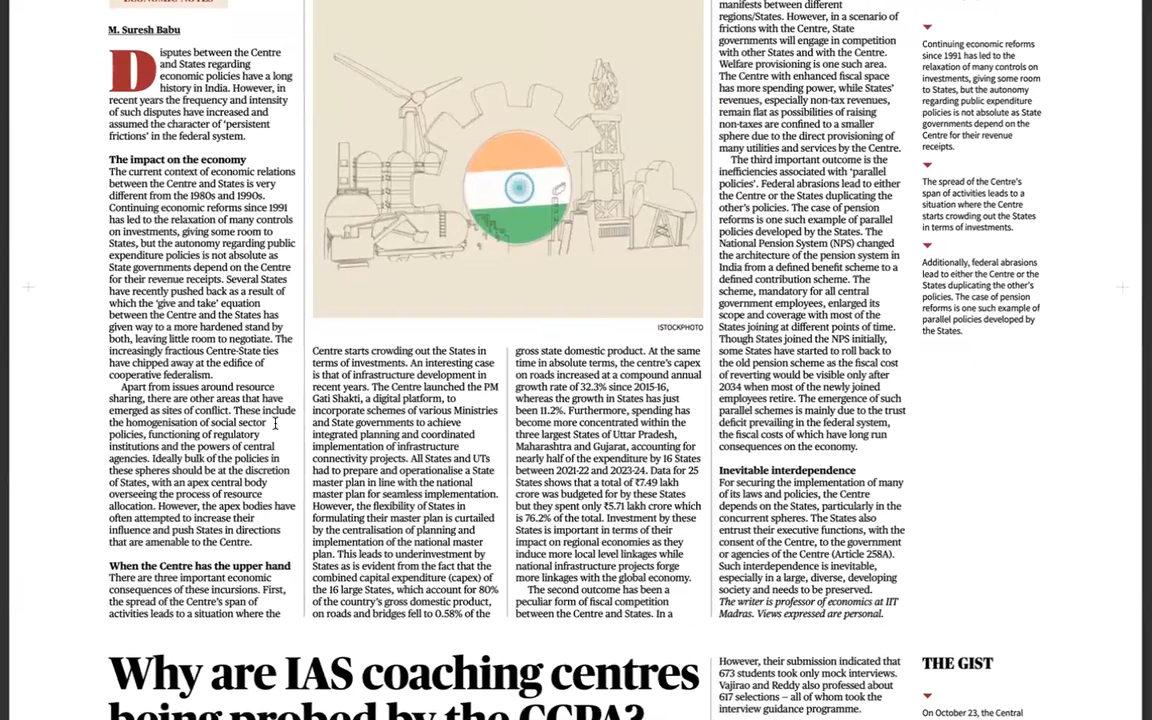 ECONOMIC NOTES
M. Suresh Babu
Disputes between the Centre
and States regarding
economic policies have a long
history in India. However, in
recent years the frequency and intensity
of such disputes have increased and
assumed the character of ‘persistent
frictions’ in the federal system.
The impact on the economy
The current context of economic relations
between the Centre and States is very
different from the 1980s and 1990s.
Continuing economic reforms since 1991
has led to the relaxation of many controls
on investments, giving some room to
States, but the autonomy regarding public
expenditure policies is not absolute as
State governments depend on the Centre
for their revenue receipts. Several States
have recently pushed back as a result of
which the ‘give and take’ equation
between the Centre and the States has
given way to a more hardened stand by
both, leaving little room to negotiate. The
increasingly fractious Centre-State ties
have chipped away at the edifice of
cooperative federalism.
Apart from issues around resource
sharing, there are other areas that have
emerged as sites of conflict. These include
the homogenisation of social sector
policies, functioning of regulatory
institutions and the powers of central
agencies. Ideally bulk of the policies in
these spheres should be at the discretion
of States, with an apex central body
overseeing the process of resource
allocation. However, the apex bodies have
often attempted to increase their
influence and push States in directions
that are amenable to the Centre.
When the Centre has the upper hand
There are three important economic
consequences of these incursions. First,
the spread of the Centre’s span of
activities leads to a situation where the
ISTOCKPHOTO
Centre starts crowding out the States in
terms of investments. An interesting case
is that of infrastructure development in
recent years. The Centre launched the PM
Gati Shakti, a digital platform, to
incorporate schemes of various Ministries
and State governments to achieve
integrated planning and coordinated
implementation of infrastructure
connectivity projects. All States and UTs
had to prepare and operationalise a State
master plan in line with the national
master plan for seamless implementation.
However, the flexibility of States in
formulating their master plan is curtailed
by the centralisation of planning and
implementation of the national master
plan. This leads to underinvestment by
States as is evident from the fact that the
combined capital expenditure (capex) of
the 16 large States, which account for 80%
of the country’s gross domestic product,
on roads and bridges fell to 0.58% of the
gross state domestic product. At the same
time in absolute terms, the centre’s capex
on roads increased at a compound annual
growth rate of 32.3% since 2015-16,
whereas the growth in States has just
been 11.2%. Furthermore, spending has
become more concentrated within the
three largest States of Uttar Pradesh,
Maharashtra and Gujarat, accounting for
nearly half of the expenditure by 16 States
between 2021-22 and 2023-24. Data for 25
States shows that a total of ₹7.49 lakh
crore was budgeted for by these States
but they spent only ₹5.71 lakh crore which
is 76.2% of the total. Investment by these
States is important in terms of their
impact on regional economies as they
induce more local level linkages while
national infrastructure projects forge
more linkages with the global economy.
The second outcome has been a
peculiar form of fiscal competition
between the Centre and States. In a
manifests between different
regions/States. However, in a scenario of
frictions with the Centre, State
governments will engage in competition
with other States and with the Centre.
Welfare provisioning is one such area.
The Centre with enhanced fiscal space
has more spending power, while States’
revenues, especially non-tax revenues,
remain flat as possibilities of raising
non-taxes are confined to a smaller
sphere due to the direct provisioning of
many utilities and services by the Centre.
The third important outcome is the
inefficiencies associated with ‘parallel
policies’. Federal abrasions lead to either
the Centre or the States duplicating the
other’s policies. The case of pension
reforms is one such example of parallel
policies developed by the States. The
National Pension System (NPS) changed
the architecture of the pension system in
India from a defined benefit scheme to a
defined contribution scheme. The
scheme, mandatory for all central
government employees, enlarged its
scope and coverage with most of the
States joining at different points of time.
Though States joined the NPS initially,
some States have started to roll back to
the old pension scheme as the fiscal cost
of reverting would be visible only after
2034 when most of the newly joined
employees retire. The emergence of such
parallel schemes is mainly due to the trust
deficit prevailing in the federal system,
the fiscal costs of which have long run
consequences on the economy.
Inevitable interdependence
For securing the implementation of many
of its laws and policies, the Centre
depends on the States, particularly in the
concurrent spheres. The States also
entrust their executive functions, with the
consent of the Centre, to the government
or agencies of the Centre (Article 258A).
Such interdependence is inevitable,
especially in a large, diverse, developing
society and needs to be preserved.
The writer is professor of economics at IIT
Madras. Views expressed are personal.
Continuing economic reforms
since 1991 has led to the
relaxation of many controls on
investments, giving some room
to States, but the autonomy
regarding public expenditure
policies is not absolute as State
governments depend on the
Centre for their revenue
receipts.
The spread of the Centre’s
span of activities leads to a
situation where the Centre
starts crowding out the States
in terms of investments.
Additionally, federal abrasions
lead to either the Centre or the
States duplicating the other’s
policies. The case of pension
reforms is one such example of
parallel policies developed by
the States.
Why are IAS coaching centres
being probed by the CCPA?
However, their submission indicated that
673 students took only mock interviews.
Vajirao and Reddy also professed about
617 selections — all of whom took the
interview guidance programme.
THE GIST
On October 23, the Central